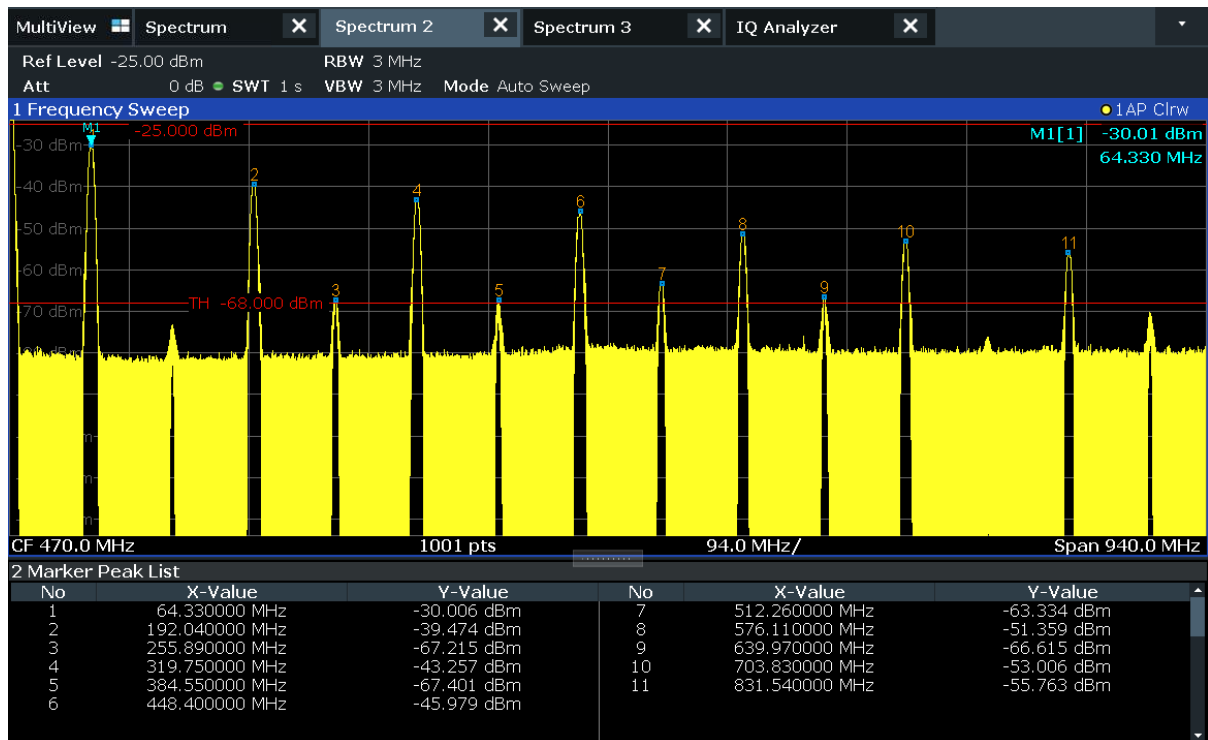 MultiView Spectrum X Spectrum 2 X Spectrum 3 X IQ Analyzer X
Ref Level -25.00 dBm RBW 3 MHz
Att 0 dB SWT 1 s VBW 3 MHz Mode Auto Sweep
1 Frequency Sweep 1AP Clrw
M1 -25.000 dBm M1[1] -30.01 dBm
64.330 MHz
-30 dBm
-40 dBm
-50 dBm
-60 dBm
-70 dBm
TH -68.000 dBm
2
4
6
8
10
11
7
3
5
9
CF 470.0 MHz 1001 pts 94.0 MHz/ Span 940.0 MHz
2 Marker Peak List
No X-Value Y-Value No X-Value Y-Value
1 64.330000 MHz -30.006 dBm 7 512.260000 MHz -63.334 dBm
2 192.040000 MHz -39.474 dBm 8 576.110000 MHz -51.359 dBm
3 255.890000 MHz -67.215 dBm 9 639.970000 MHz -66.615 dBm
4 319.750000 MHz -43.257 dBm 10 703.830000 MHz -53.006 dBm
5 384.550000 MHz -67.401 dBm 11 831.540000 MHz -55.763 dBm
6 448.400000 MHz -45.979 dBm